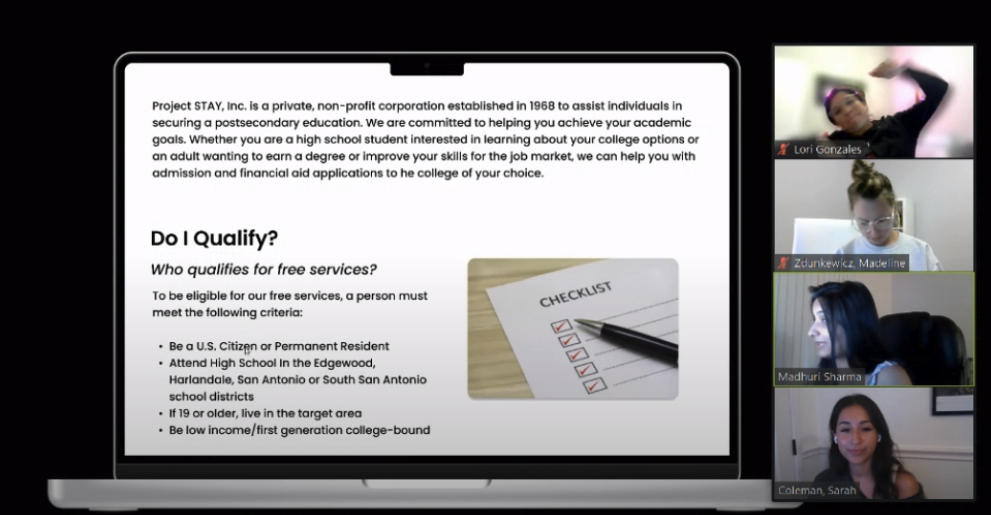 Project STAY, Inc. is a private, non-profit corporation established in 1968 to assist individuals in
securing a postsecondary education. We are committed to helping you achieve your academic
goals. Whether you are a high school student interested in learning about your college options or
an adult wanting to earn a degree or improve your skills for the job market, we can help you with
admission and financial aid applications to he college of your choice.
Do I Qualify?
Who qualifies for free services?
To be eligible for our free services, a person must
meet the following criteria:
• Be a U.S. Citizen or Permanent Resident
• Attend High School In the Edgewood,
Harlandale, San Antonio or South San Antonio
school districts
• If 19 or older, live in the target area
• Be low income/first generation college-bound
CHECKLIST
Lori Gonzales
Zdunkewicz, Madeline
Madhuri Sharma
Coleman, Sarah